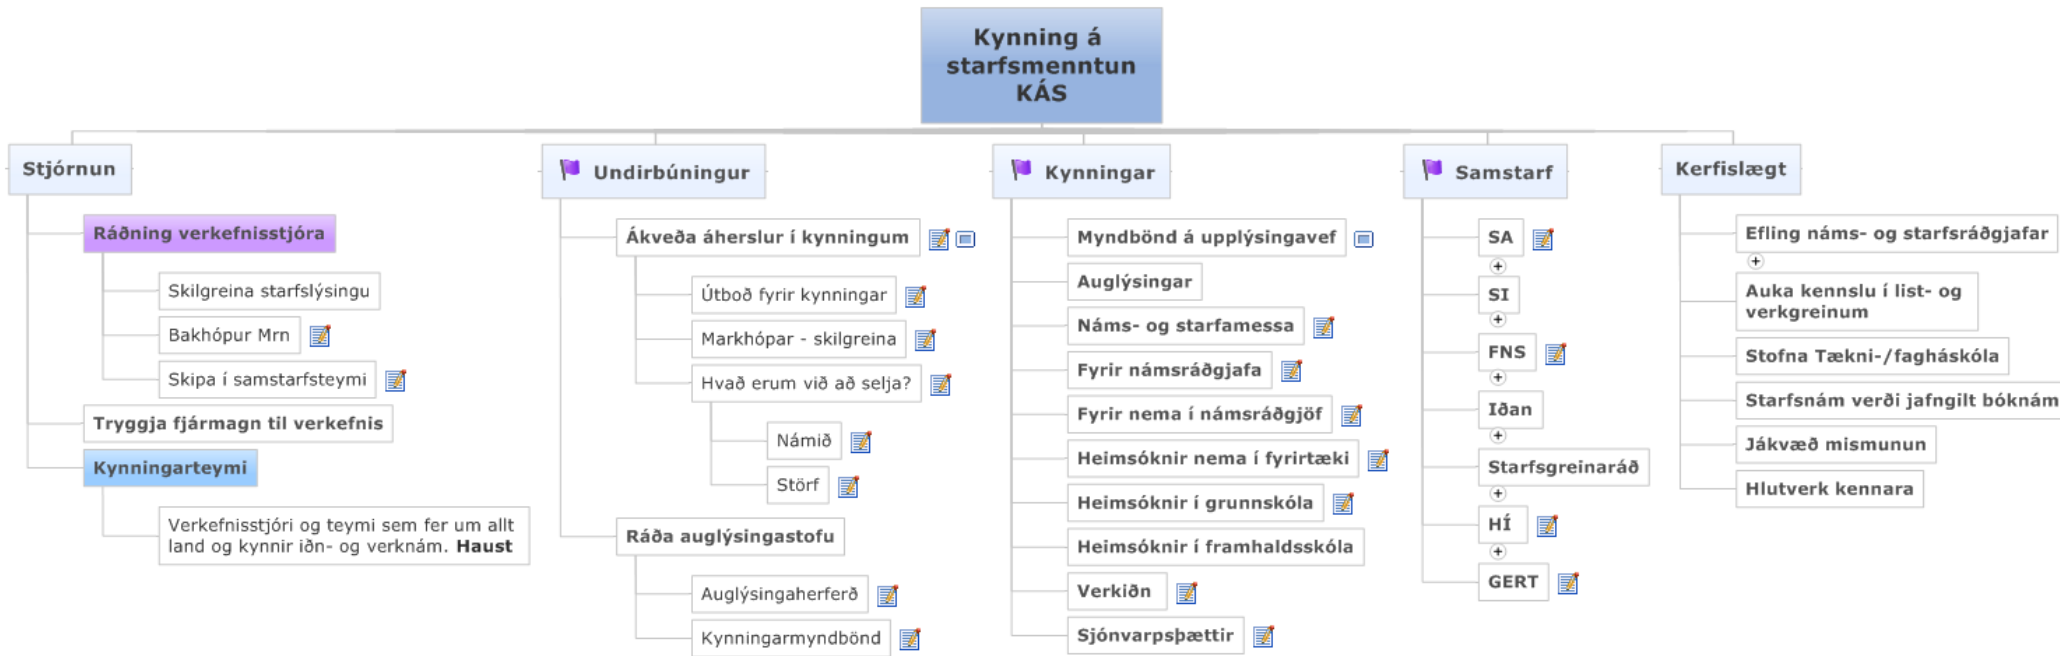 Kynning á
starfsmenntun
KÁS
Stjórnun
Ráðning verkefnisstjóra
Skilgreina starfslýsingu
Bakhópur Mrn
Skipa í samstarfsteymi
Tryggja fjármagn til verkefnis
Kynningarteymi
Verkefnisstjóri og teymi sem fer um allt
land og kynnir iðn- og verknám. Haust
Undirbúningur
Ákveða áherslur í kynningum
Útboð fyrir kynningar
Markhópar - skilgreina
Hvað erum við að selja?
Námið
Störf
Ráða auglýsingastofu
Auglýsingaherferð
Kynningarmyndbönd
Kynningar
Myndbönd á upplýsingavef
Auglýsingar
Náms- og starfamessa
Fyrir námsráðgjafa
Fyrir nema í námsráðgjöf
Heimsóknir nema í fyrirtæki
Heimsóknir í grunnskóla
Heimsóknir í framhaldsskóla
Verkiðn
Sjónvarpsþættir
Samstarf
SA
SI
FNS
Iðan
Starfsgreinaráð
HÍ
GERT
Kerfislægt
Efling náms- og starfsráðgjafar
Auka kennslu í list- og
verkgreinum
Stofna Tækni-/fagháskóla
Starfsnám verði jafngilt bóknám
Jákvæð mismunun
Hlutverk kennara